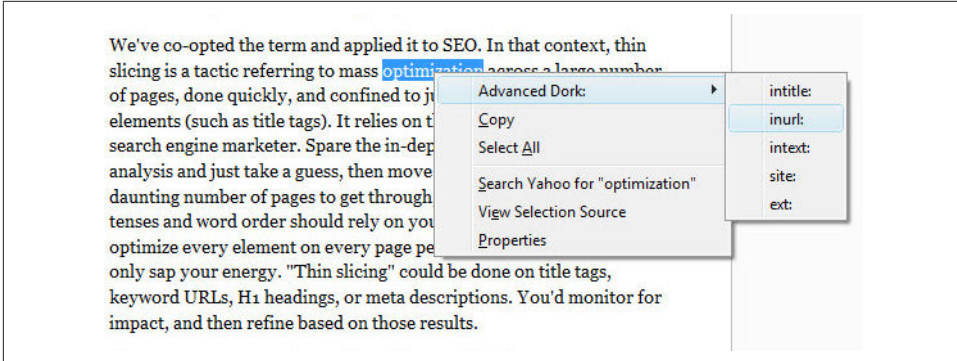 We've co-opted the term and applied it to SEO. In that context, thin
slicing is a tactic referring to mass optimization across a large number
of pages, done quickly, and confined to
elements (such as title tags). It relies on
search engine marketer. Spare the
analysis and just take a guess, then move
daunting number of pages to get through
tenses and word order should rely on
optimize every element on every page
only sap your energy. "Thin slicing" could be done on title tags,
keyword URLs, H1 headings, or meta descriptions. You'd monitor for
impact, and then refine based on those results.
Advanced Dork:
Copy
Select All
Search Yahoo for "optimization"
View Selection Source
Properties
intitle:
inurl:
intext:
site:
ext: